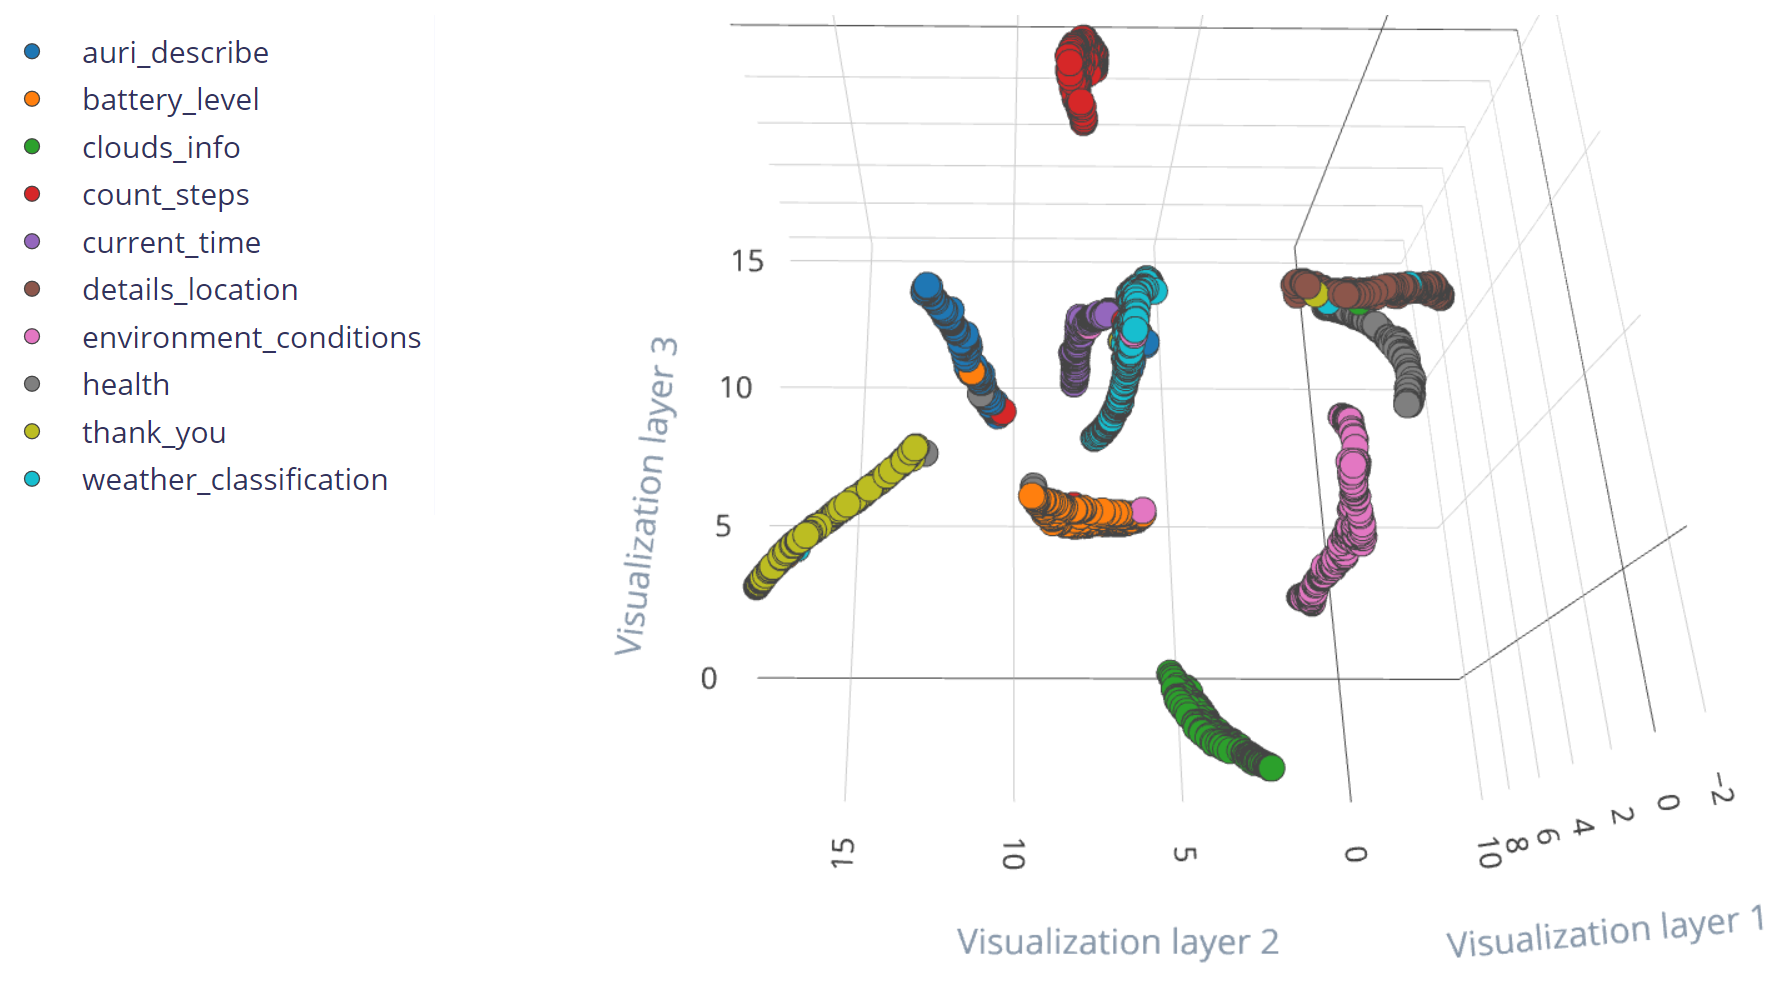 auri_describe
battery_level
clouds_info
count_steps
current_time
details_location
environment_conditions
health
thank_you
weather_classification
15
10
5
0
Visualization layer 3
15
10
5
0
Visualization layer 2
10
8
6
4
2
0
−2
Visualization layer 1